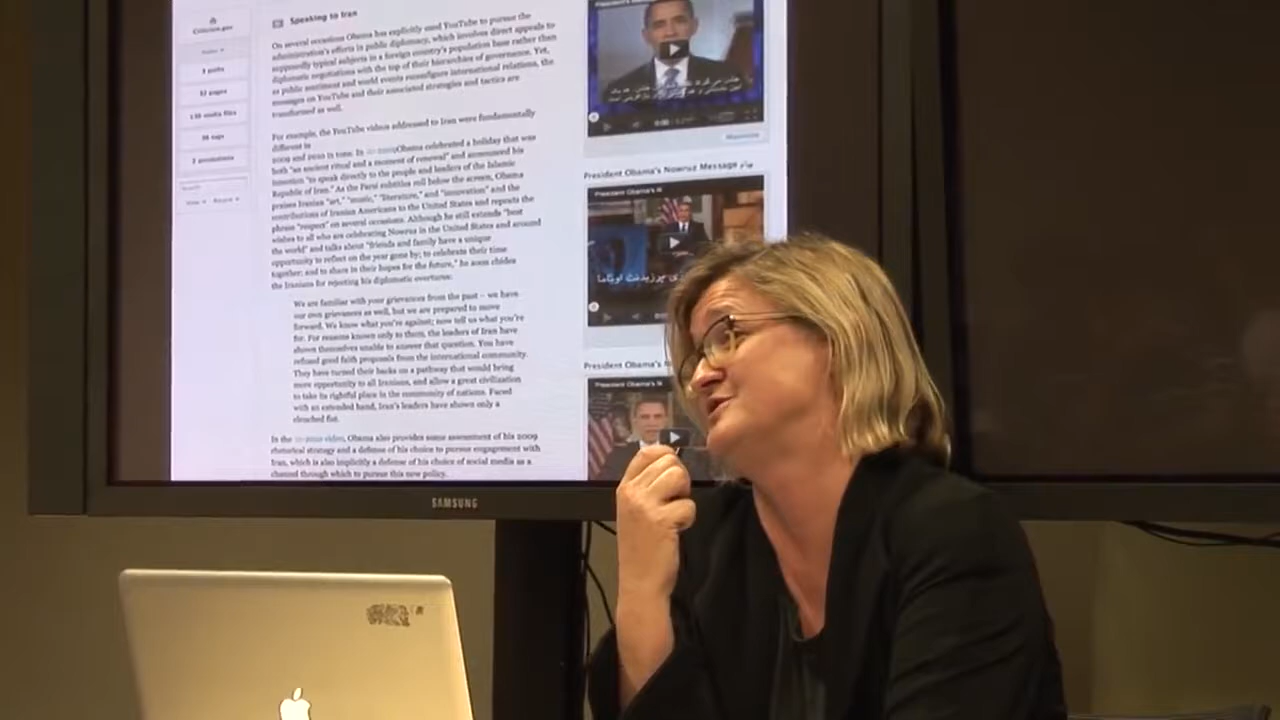 Criticism.gov
Speaking to Iran
On several occasions Obama has explicitly used YouTube to pursue the
administration's efforts in public diplomacy, which involves direct appeals to
supposedly typical subjects in a foreign country's population base rather than
diplomatic negotiations with the top of their hierarchies of governance. Yet,
as public sentiment and world events reconfigure international relations, the
messages on YouTube and their associated strategies and tactics are
transformed as well.
For example, the YouTube videos addressed to Iran were fundamentally
different in
2009 and 2010 in tone. In Obama celebrated a holiday that was
both "an ancient ritual and a moment of renewal" and announced his
intention "to speak directly to the people and leaders of the Islamic
Republic of Iran." As the Farsi subtitles roll below the screen, Obama
praises Iranian "art," "music," "literature," and "innovation" and the
contributions of Iranian Americans to the United States and repeats the
phrase "respect" on several occasions. Although he still extends "best
wishes to all who are celebrating Nowruz in the United States and around
the world" and talks about "friends and family have a unique
opportunity to reflect on the year gone by; to celebrate their time
together; and to share in their hopes for the future," he soon chides
the Iranians for rejecting his diplomatic overtures:
We are familiar with your grievances from the past – we have
our own grievances as well, but we are prepared to move
forward. We know what you're against; now tell us what you're
for. For reasons known only to them, the leaders of Iran have
shown themselves unable to answer that question. You have
refused good faith proposals from the international community.
They have turned their backs on a pathway that would bring
more opportunity to all Iranians, and allow a great civilization
to take its rightful place in the community of nations. Faced
with an extended hand, Iran's leaders have shown only a
clenched fist.
In the video, Obama also provides some assessment of his 2009
rhetorical strategy and a defense of his choice to pursue engagement with
Iran, which is also implicitly a defense of his choice of social media as a
channel through which to pursue this new policy.
President Obama's Nowruz Message
President Obama's N
President Obama's
President Obama's N
SAMSUNG